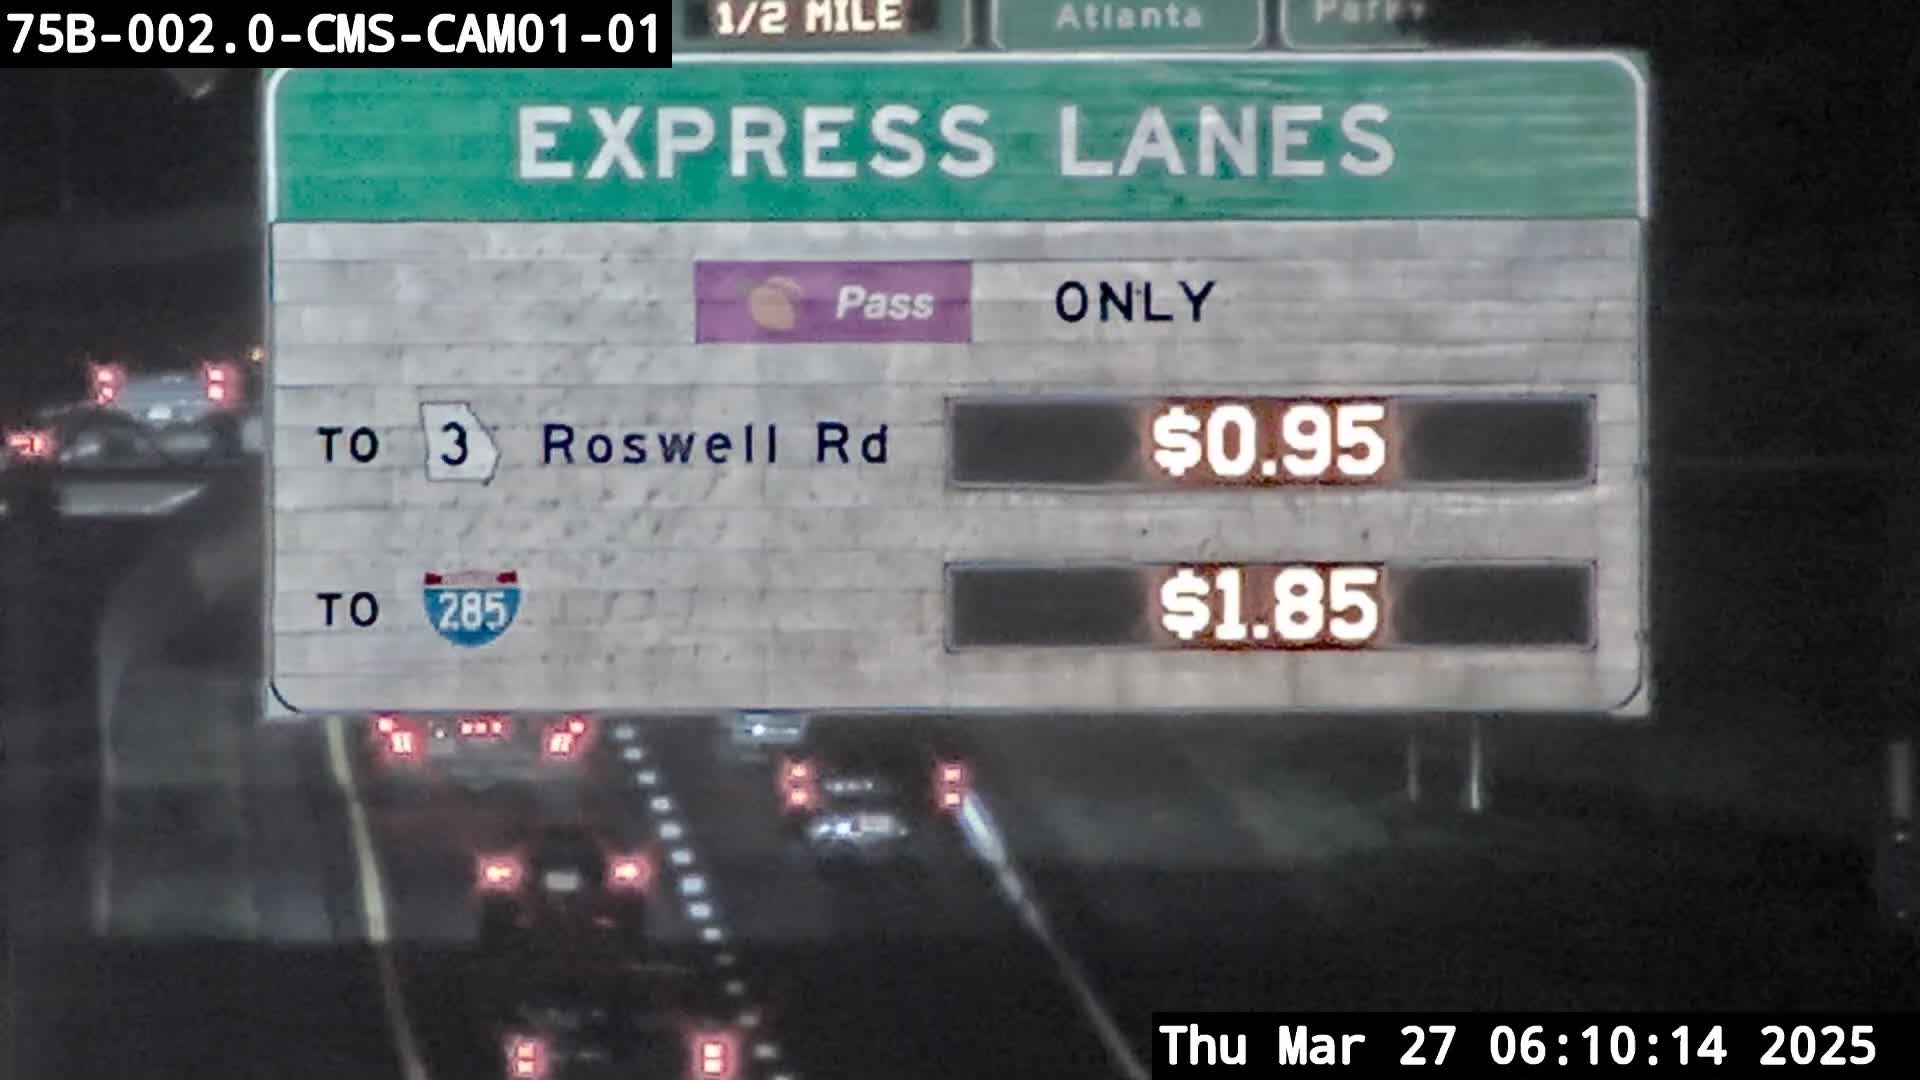 75B-002.0-CMS-CAM01-01
1/2 MILE
Atlanta
EXPRESS LANES
Pass ONLY
TO 3 Roswell Rd $0.95
TO 285 $1.85
Thu Mar 27 06:10:14 2025